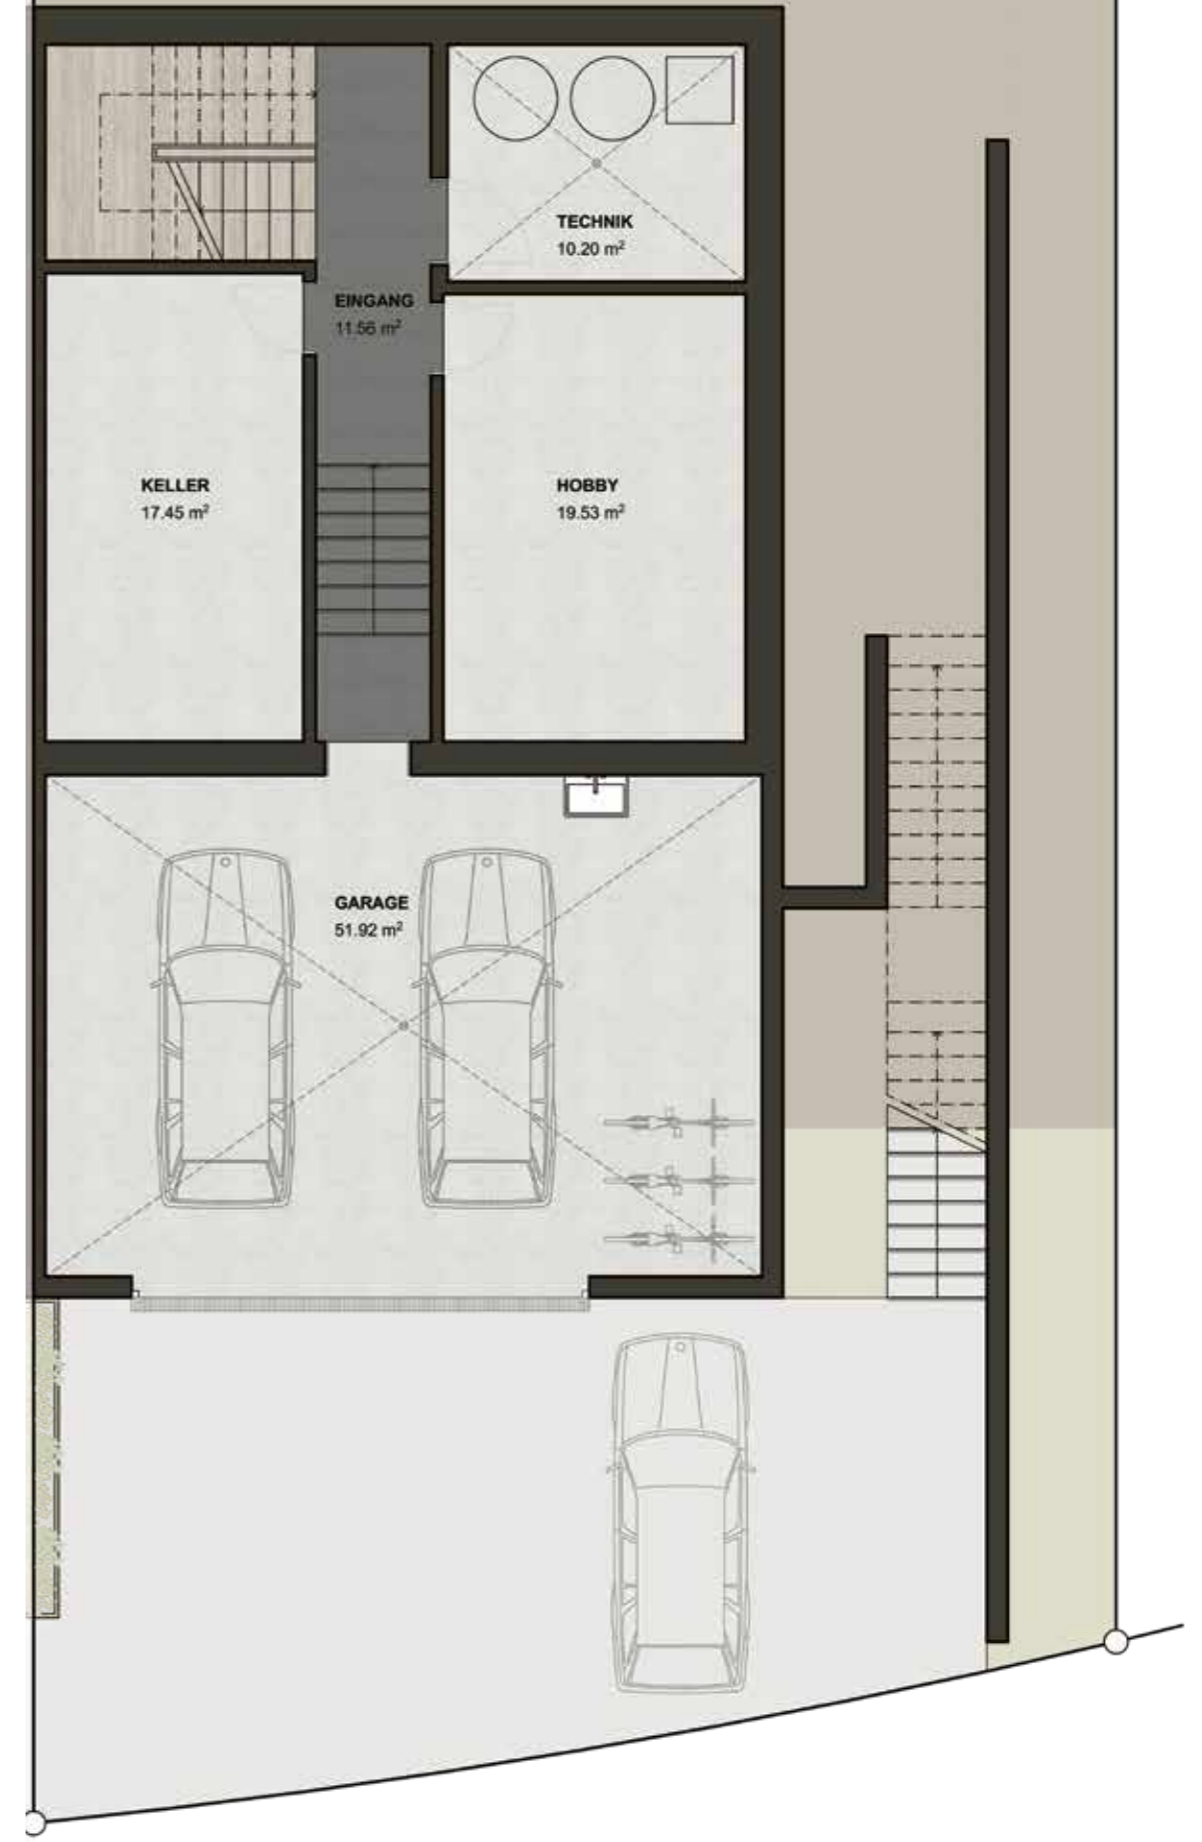 TECHNIK
10.20 m²
EINGANG
11.56 m²
KELLER
17.45 m²
HOBBY
19.53 m²
GARAGE
51.92 m²